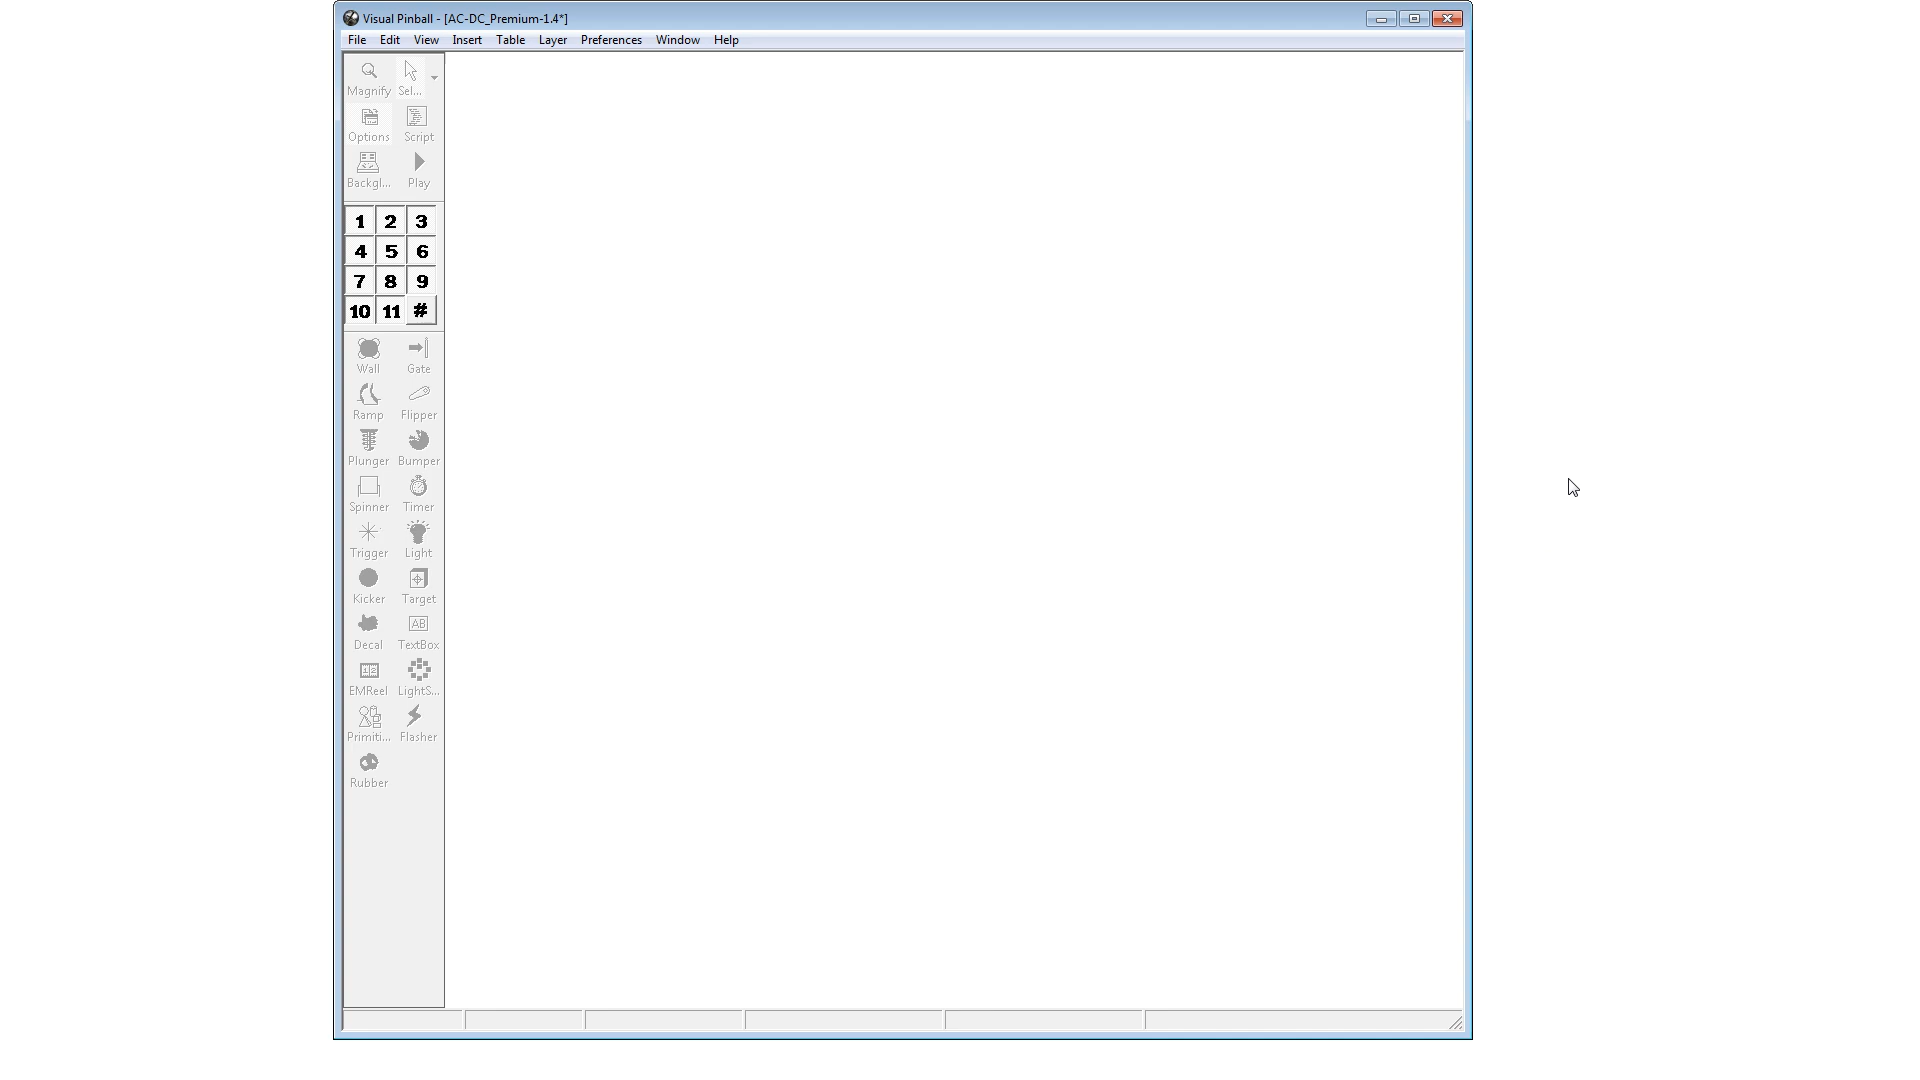 Visual Pinball - [AC-DC_Premium-1.4*]
File Edit View Insert Table Layer Preferences Window Help
Magnify Sel...
Options Script
Backgl... Play
1 2 3
4 5 6
7 8 9
10 11 #
Wall Gate
Ramp Flipper
Plunger Bumper
Spinner Timer
Trigger Light
Kicker Target
Decal AB TextBox
EMReel LightS...
Primiti... Flasher
Rubber